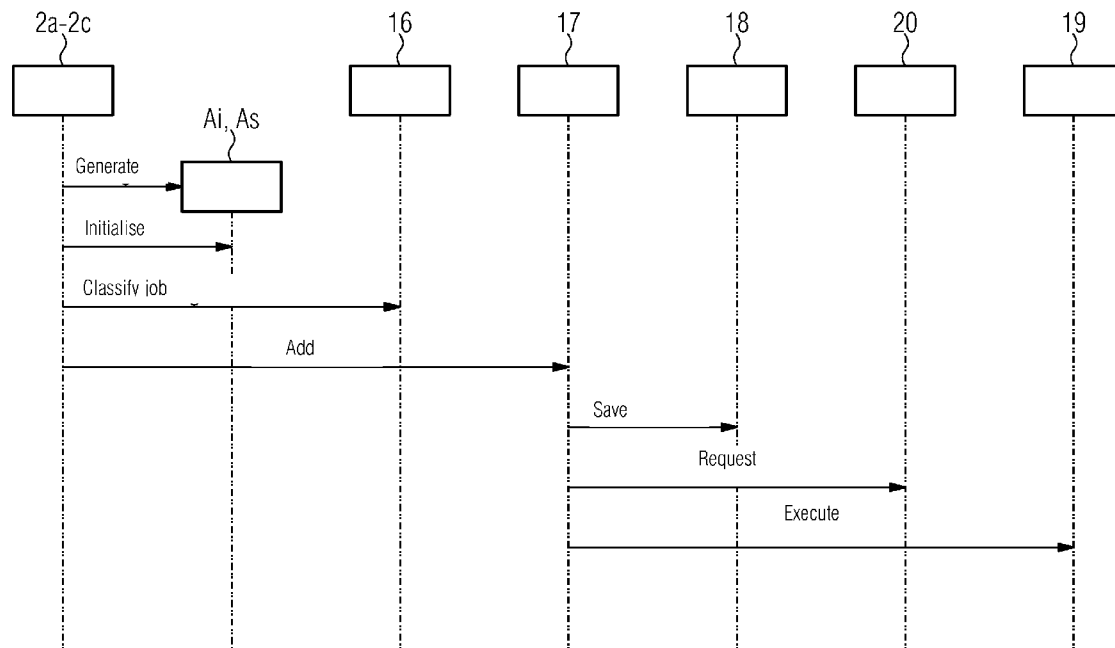 2a-2c
16
17
18
20
19
Ai, As
Generate
Initialise
Classify job
Add
Save
Request
Execute